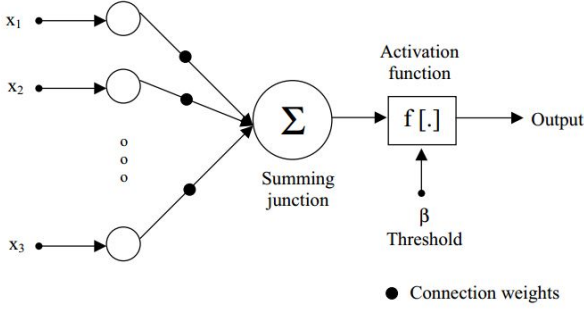 x₁
x₂
o
o
o
x₃
Σ
Summing
junction
Activation
function
f [.]
Output
β
Threshold
Connection weights